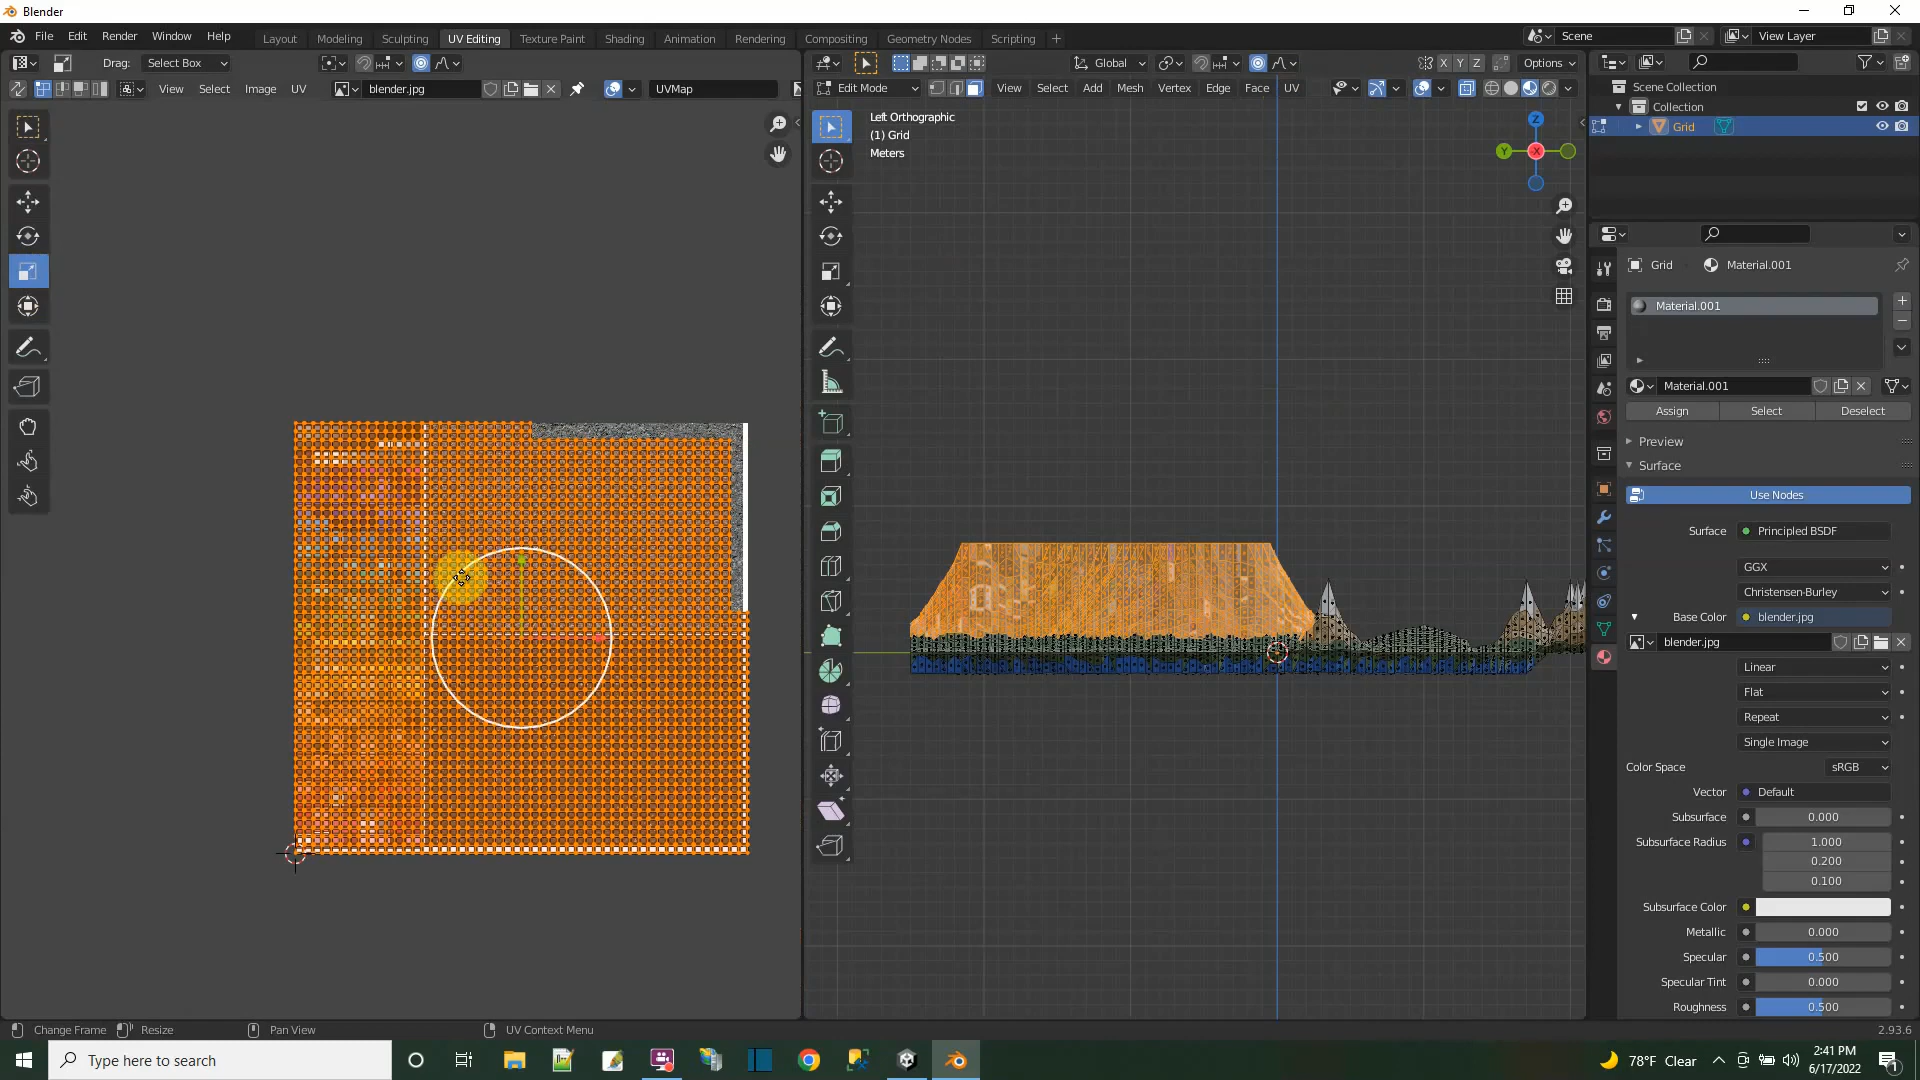 Blender
File Edit Render Window Help
Layout Modeling Sculpting UV Editing Texture Paint Shading Animation Rendering Compositing Geometry Nodes Scripting +
Scene
View Layer
Drag: Select Box
Global
X Y Z
Options
View Select Image UV
blender.jpg
UVMap
Edit Mode
View Select Add Mesh Vertex Edge Face UV
Left Orthographic
(1) Grid
Meters
Z
Y
X
Scene Collection
Collection
Grid
Grid
Material.001
Material.001
Material.001
Assign
Select
Deselect
Preview
Surface
Use Nodes
Surface
Principled BSDF
GGX
Christensen-Burley
Base Color
blender.jpg
blender.jpg
Linear
Flat
Repeat
Single Image
Color Space
sRGB
Vector
Default
Subsurface
0.000
Subsurface Radius
1.000
0.200
0.100
Subsurface Color
Metallic
0.000
Specular
0.500
Specular Tint
0.000
Roughness
0.500
Change Frame
Resize
Pan View
UV Context Menu
2.93.6
Type here to search
78°F Clear
2:41 PM
6/17/2022
1